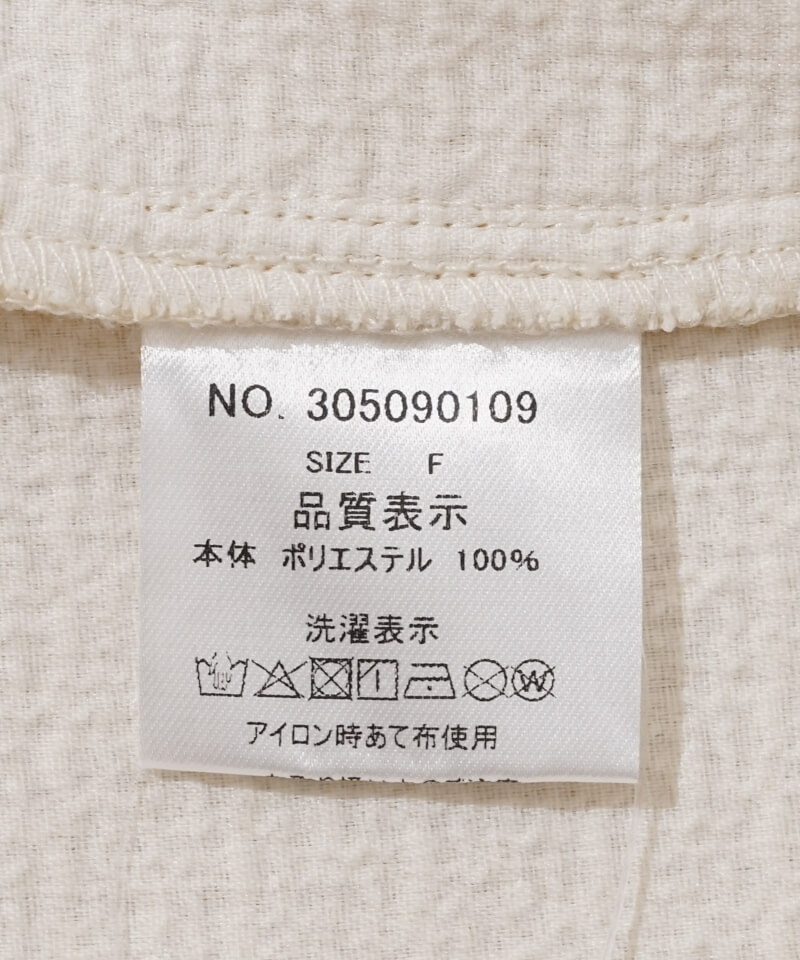 NO. 305090109
SIZE F
品質表示
本体 ポリエステル 100%
洗濯表示
W
アイロン時あて布使用